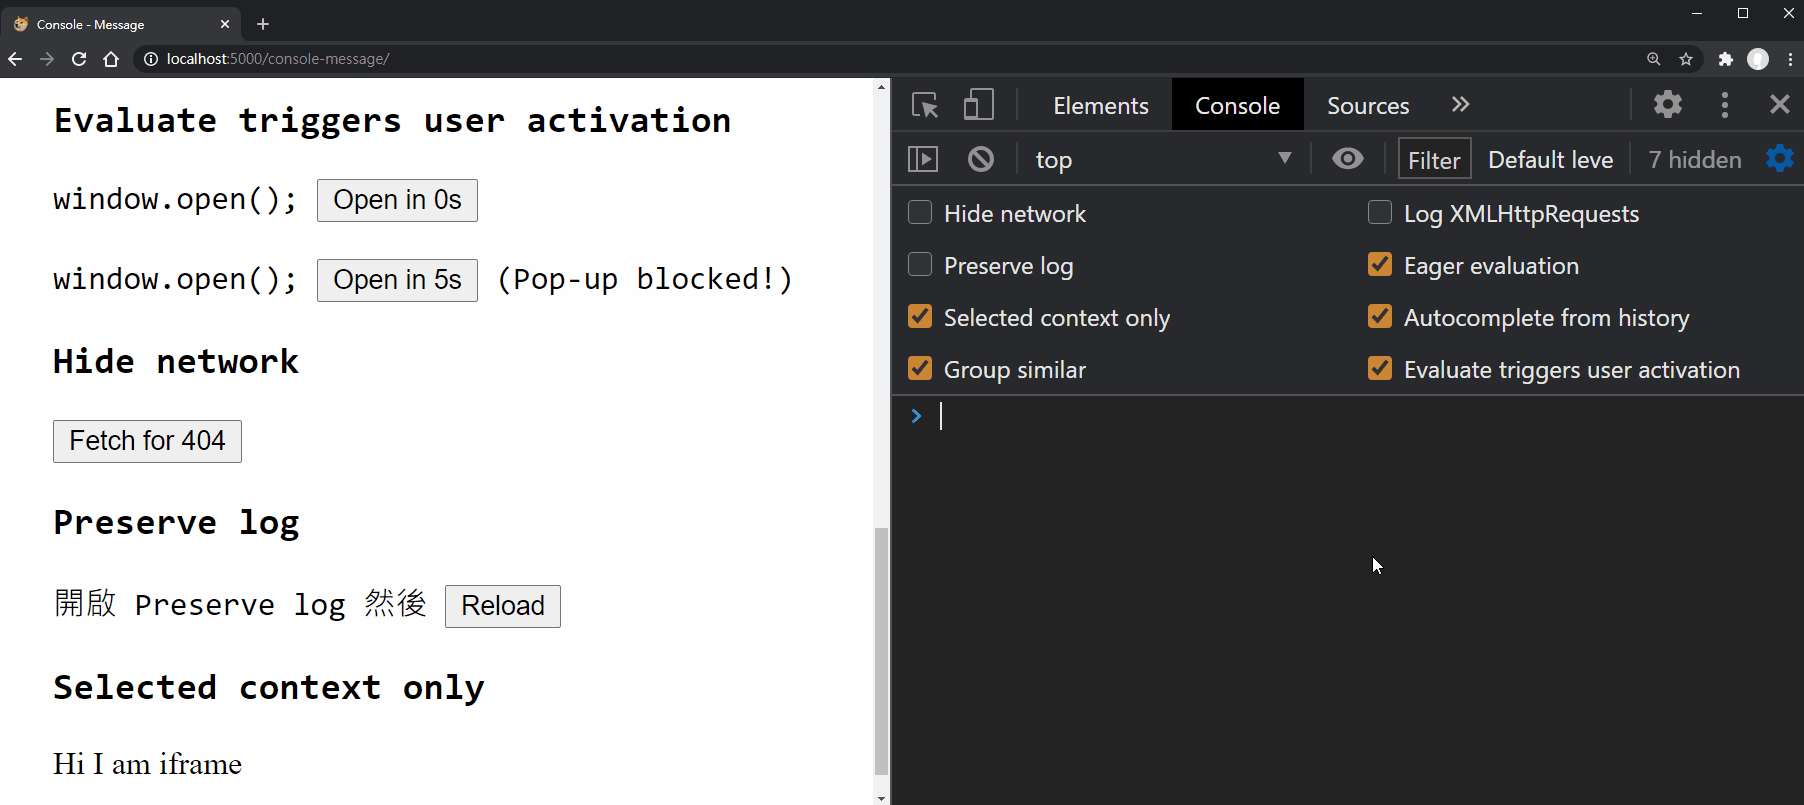 Console - Message
localhost:5000/console-message/
Evaluate triggers user activation
window.open(); Open in 0s
window.open(); Open in 5s (Pop-up blocked!)
Hide network
Fetch for 404
Preserve log
開啟 Preserve log 然後 Reload
Selected context only
Hi I am iframe
Elements Console Sources
top Filter Default leve 7 hidden
Hide network Log XMLHttpRequests
Preserve log Eager evaluation
Selected context only Autocomplete from history
Group similar Evaluate triggers user activation